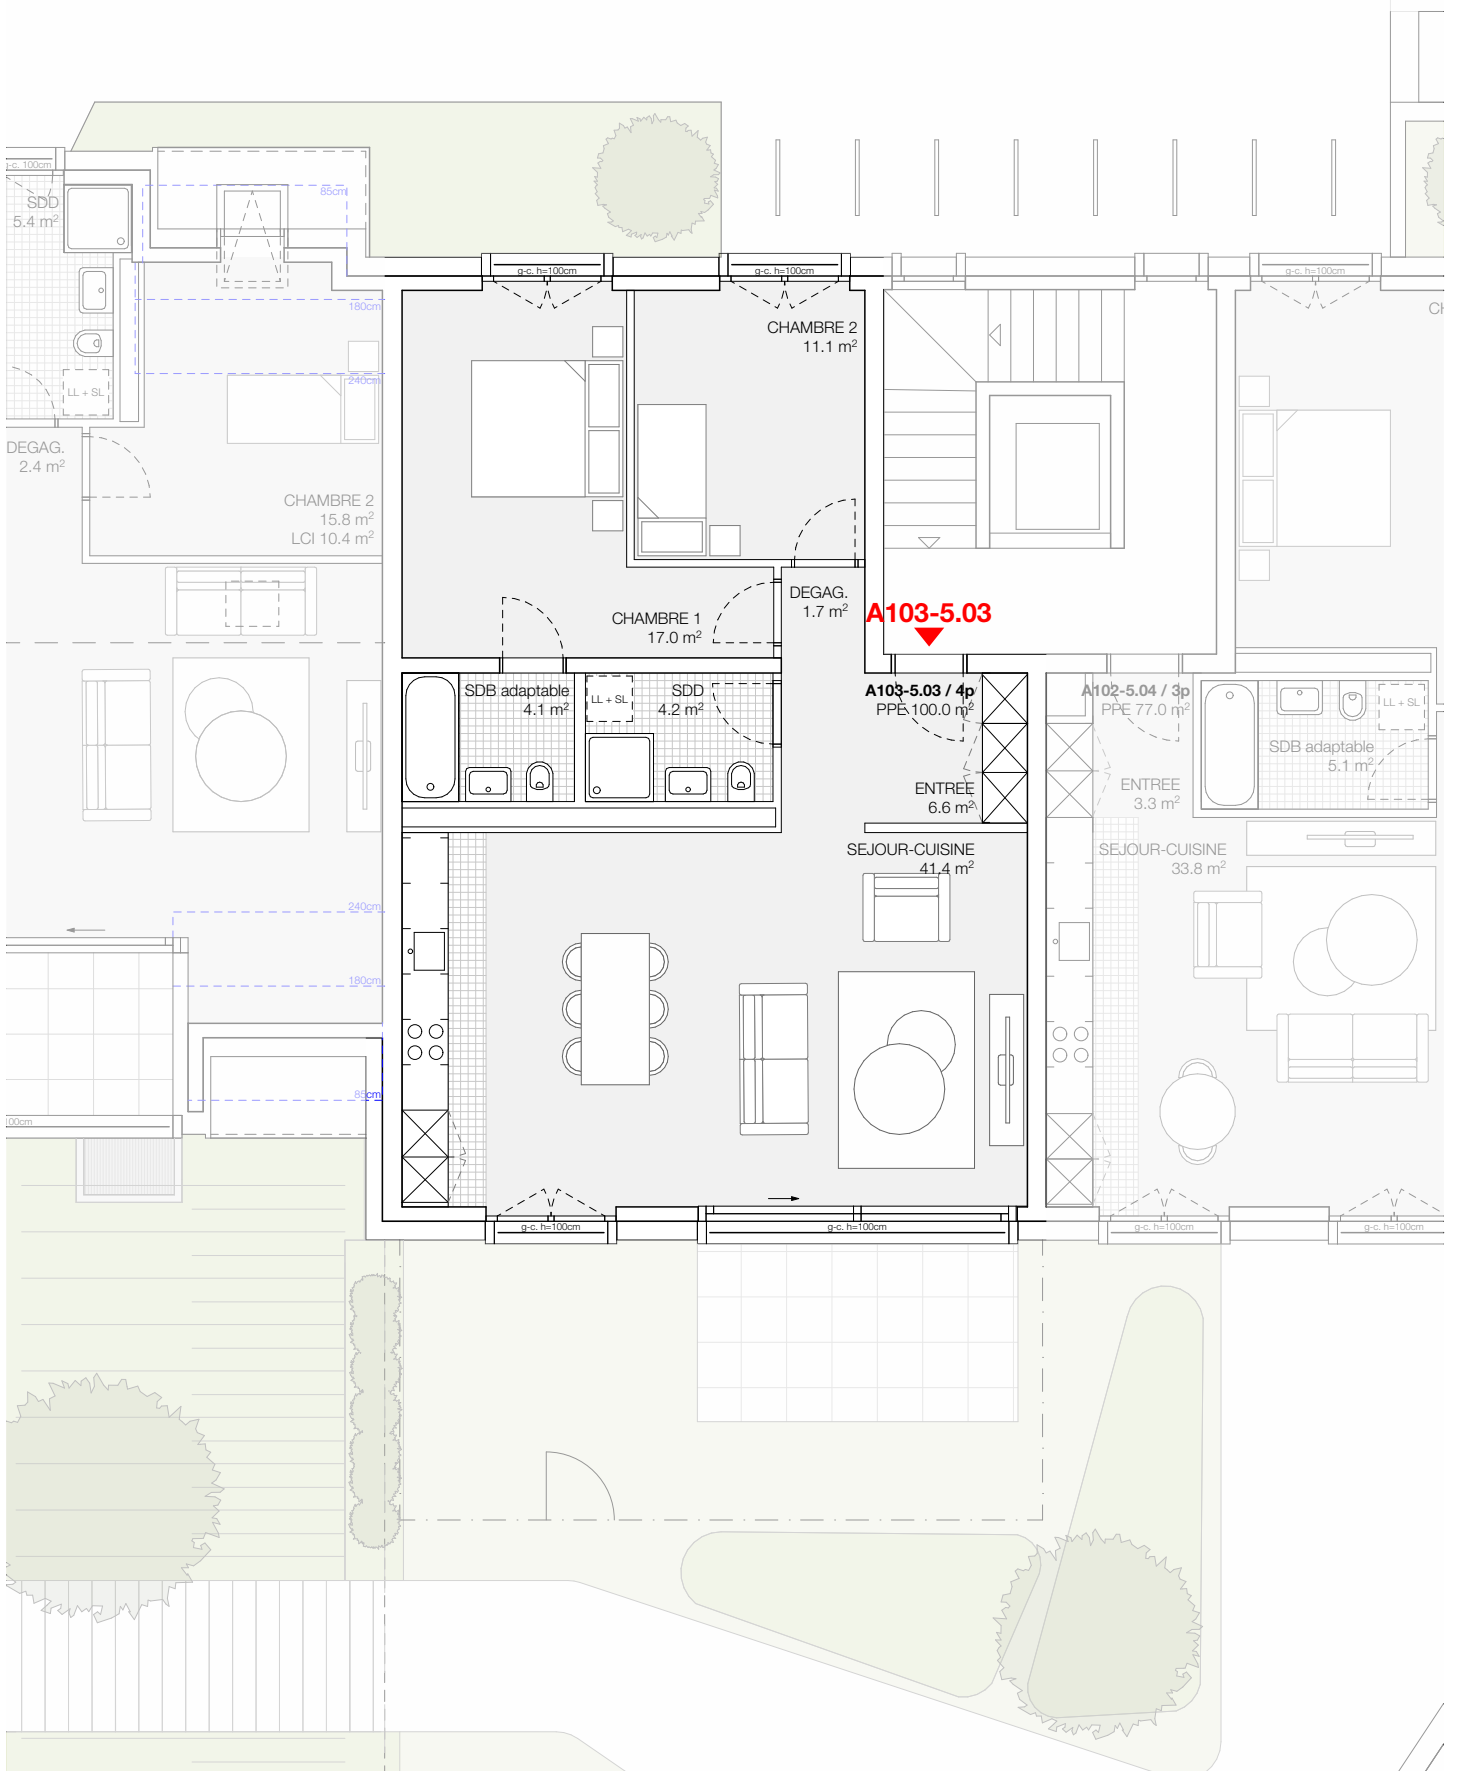 g-c. 100cm
SDD
5.4 m²
85cm
180cm
240cm
LL + SL
DEGAG.
2.4 m²
CHAMBRE 2
15.8 m²
LCI 10.4 m²
240cm
180cm
85cm
00cm
g-c. h=100cm
g-c. h=100cm
g-c. h=100cm
CH
CHAMBRE 2
11.1 m²
CHAMBRE 1
17.0 m²
DEGAG.
1.7 m²
A103-5.03
SDB adaptable
4.1 m²
LL + SL
SDD
4.2 m²
A103-5.03 / 4p
PPE 100.0 m²
ENTREE
6.6 m²
SEJOUR-CUISINE
41.4 m²
A102-5.04 / 3p
PPE 77.0 m²
LL + SL
SDB adaptable
5.1 m²
ENTREE
3.3 m²
SEJOUR-CUISINE
33.8 m²
g-c. h=100cm
g-c. h=100cm
g-c. h=100cm
g-c. h=100cm